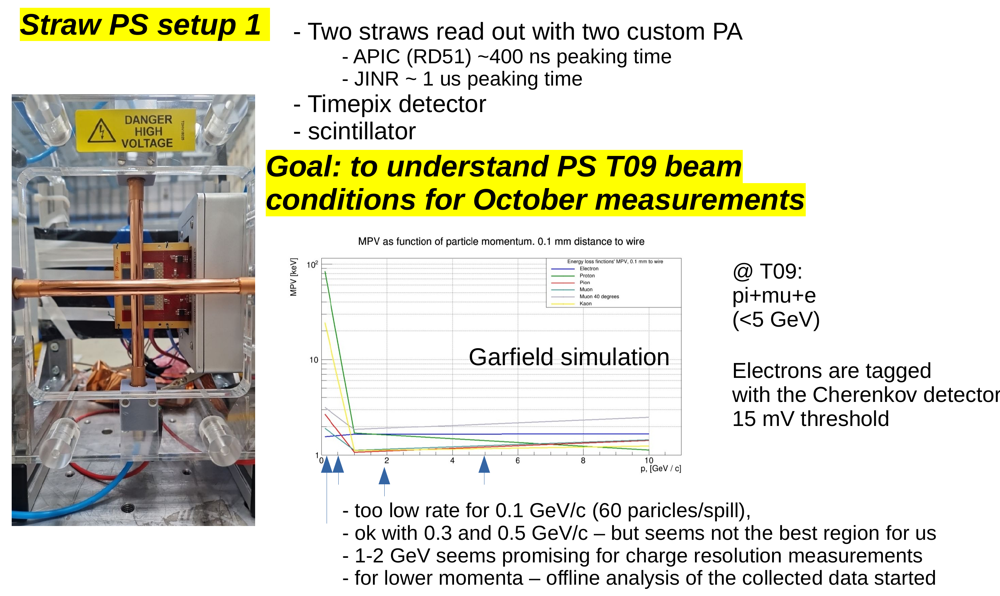 Straw PS setup 1
- Two straws read out with two custom PA
- APIC (RD51) ~400 ns peaking time
- JINR ~ 1 us peaking time
- Timepix detector
- scintillator
DANGER
HIGH
VOLTAGE
Goal: to understand PS T09 beam
conditions for October measurements
MPV as function of particle momentum. 0.1 mm distance to wire
MPV [keV]
10²
10
1
Energy loss finctions' MPV, 0.1 mm to wire
Electron
Proton
Pion
Muon
Muon 40 degrees
Kaon
Garfield simulation
0 2 4 6 8 10
p, [GeV / c]
@ T09:
pi+mu+e
(<5 GeV)
Electrons are tagged
with the Cherenkov detector
15 mV threshold
- too low rate for 0.1 GeV/c (60 paricles/spill),
- ok with 0.3 and 0.5 GeV/c – but seems not the best region for us
- 1-2 GeV seems promising for charge resolution measurements
- for lower momenta – offline analysis of the collected data started